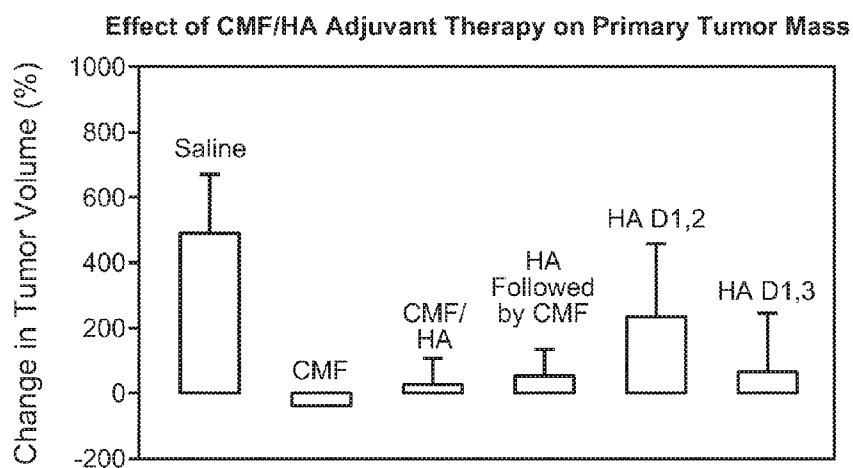 Effect of CMF/HA Adjuvant Therapy on Primary Tumor Mass
Change in Tumor Volume (%)
1000
800
600
400
200
0
-200
Saline
CMF
CMF/
HA
HA
Followed
by CMF
HA D1,2
HA D1,3